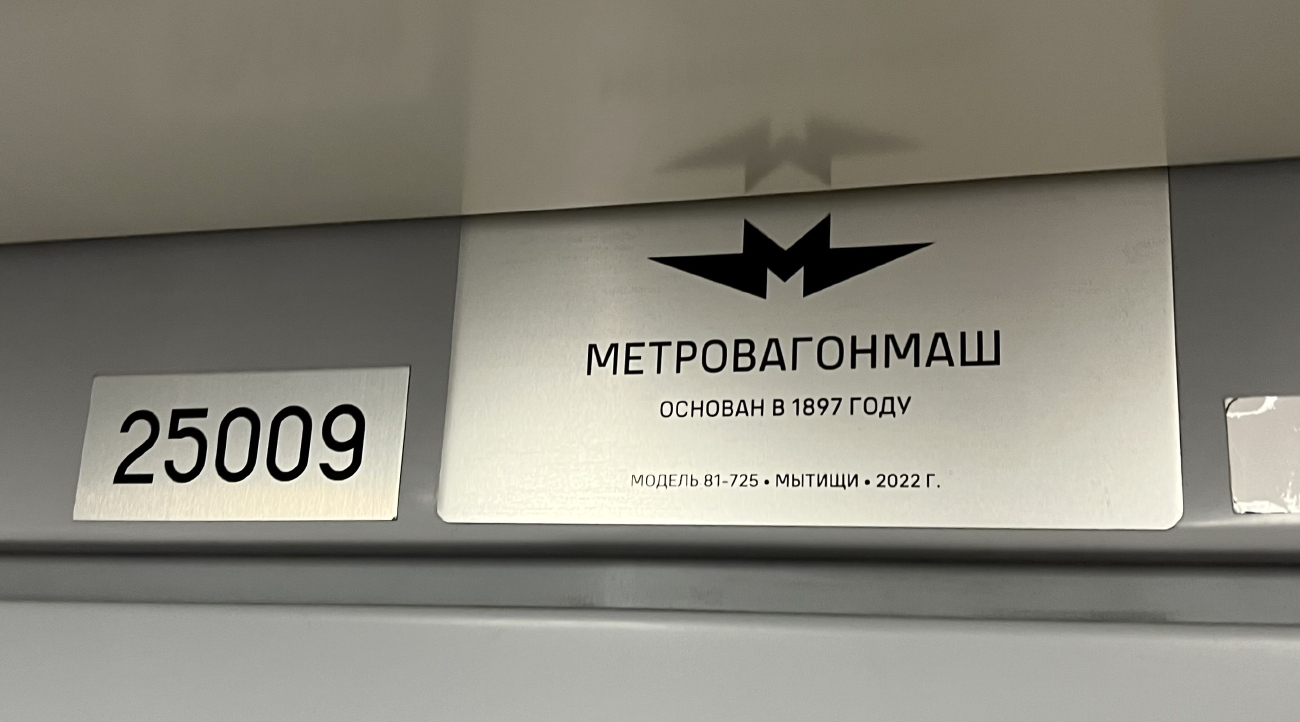 25009
МЕТРОВАГОНМАШ
ОСНОВАН В 1897 ГОДУ
МОДЕЛЬ 81-725 • МЫТИЩИ • 2022 Г.